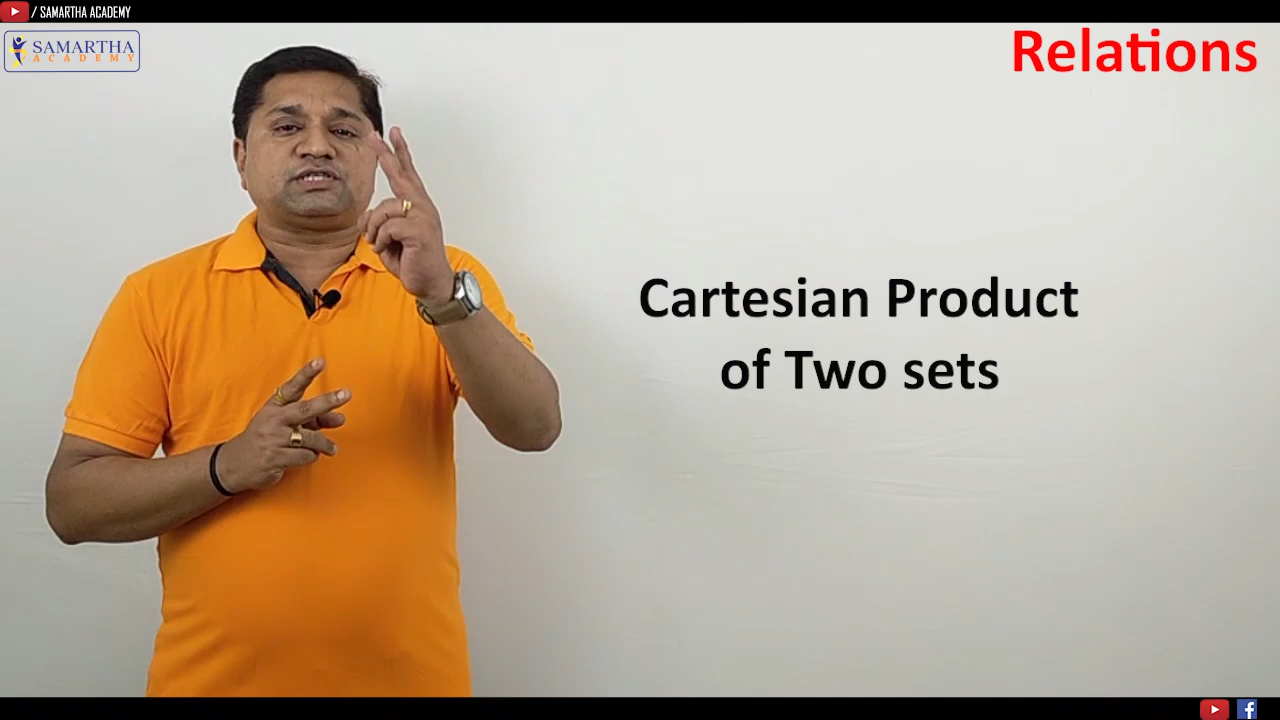 / SAMARTHA ACADEMY
SAMARTHA
ACADEMY
Relations
Cartesian Product
of Two sets